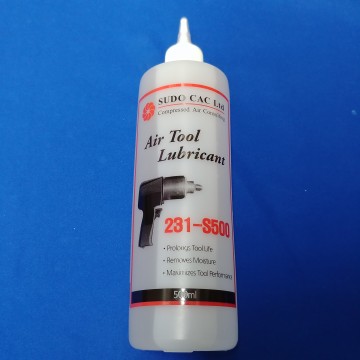 SUDO CAC Ltd
Compressed Air Consultants
Air Tool
Lubricant
231-S500
• Prolongs Tool Life
• Removes Moisture
• Maximizes Tool Performance
500ml